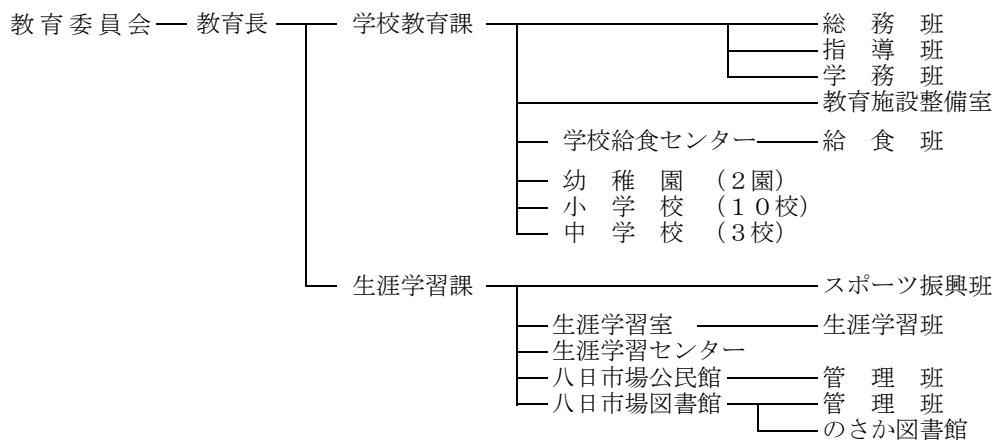 教育委員会 教育長 学校教育課 総務班
指導班
学務班
教育施設整備室
学校給食センター 給食班
幼稚園 (2園)
小学校 (10校)
中学校 (3校)
生涯学習課 スポーツ振興班
生涯学習室 生涯学習班
生涯学習センター
八日市場公民館 管理班
八日市場図書館 管理班
のさか図書館